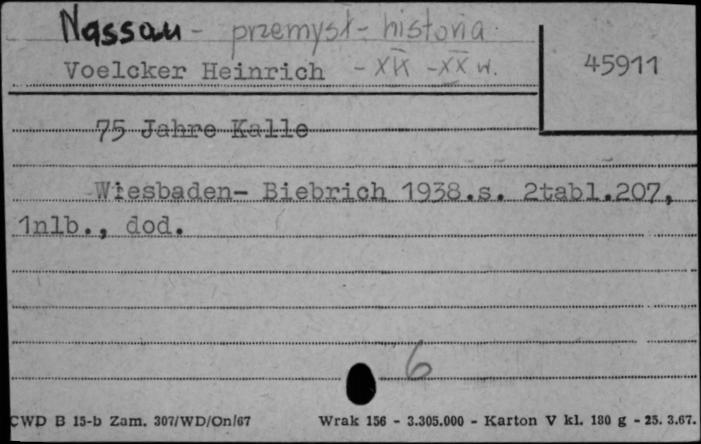 Nassau - przemysł - historia
Voelcker Heinrich - XIX - XX w.
45911
75 Jahre Kalle
Wiesbaden- Biebrich 1938.s. 2tabl.207,
1nlb., dod.
6
CWD B 15-b Zam. 307/WD/On/67 Wrak 156 - 3.305.000 - Karton V kl. 180 g - 25. 3.67.